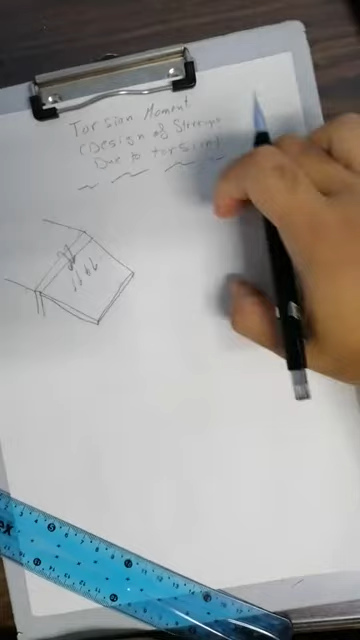 Torsion Moment
(Design of Stirrups
Due to torsion)